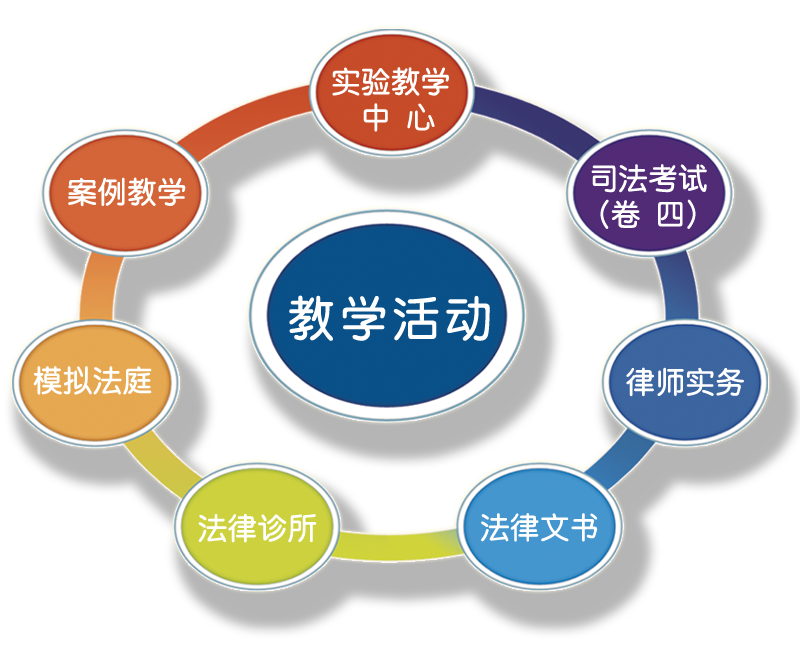 实验教学
中 心
司法考试
（卷 四）
案例教学
教学活动
模拟法庭
律师实务
法律诊所
法律文书